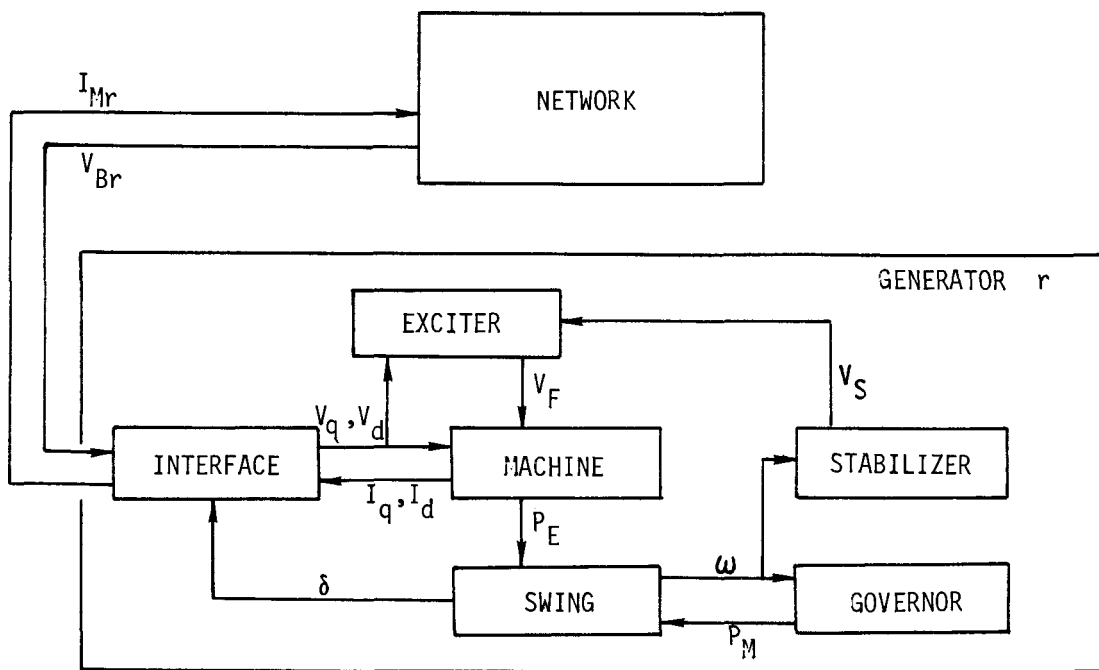 I_Mr
NETWORK
V_Br
GENERATOR r
EXCITER
V_S
V_F
V_q,V_d
INTERFACE
MACHINE
STABILIZER
I_q,I_d
P_E
ω
δ
SWING
GOVERNOR
P_M